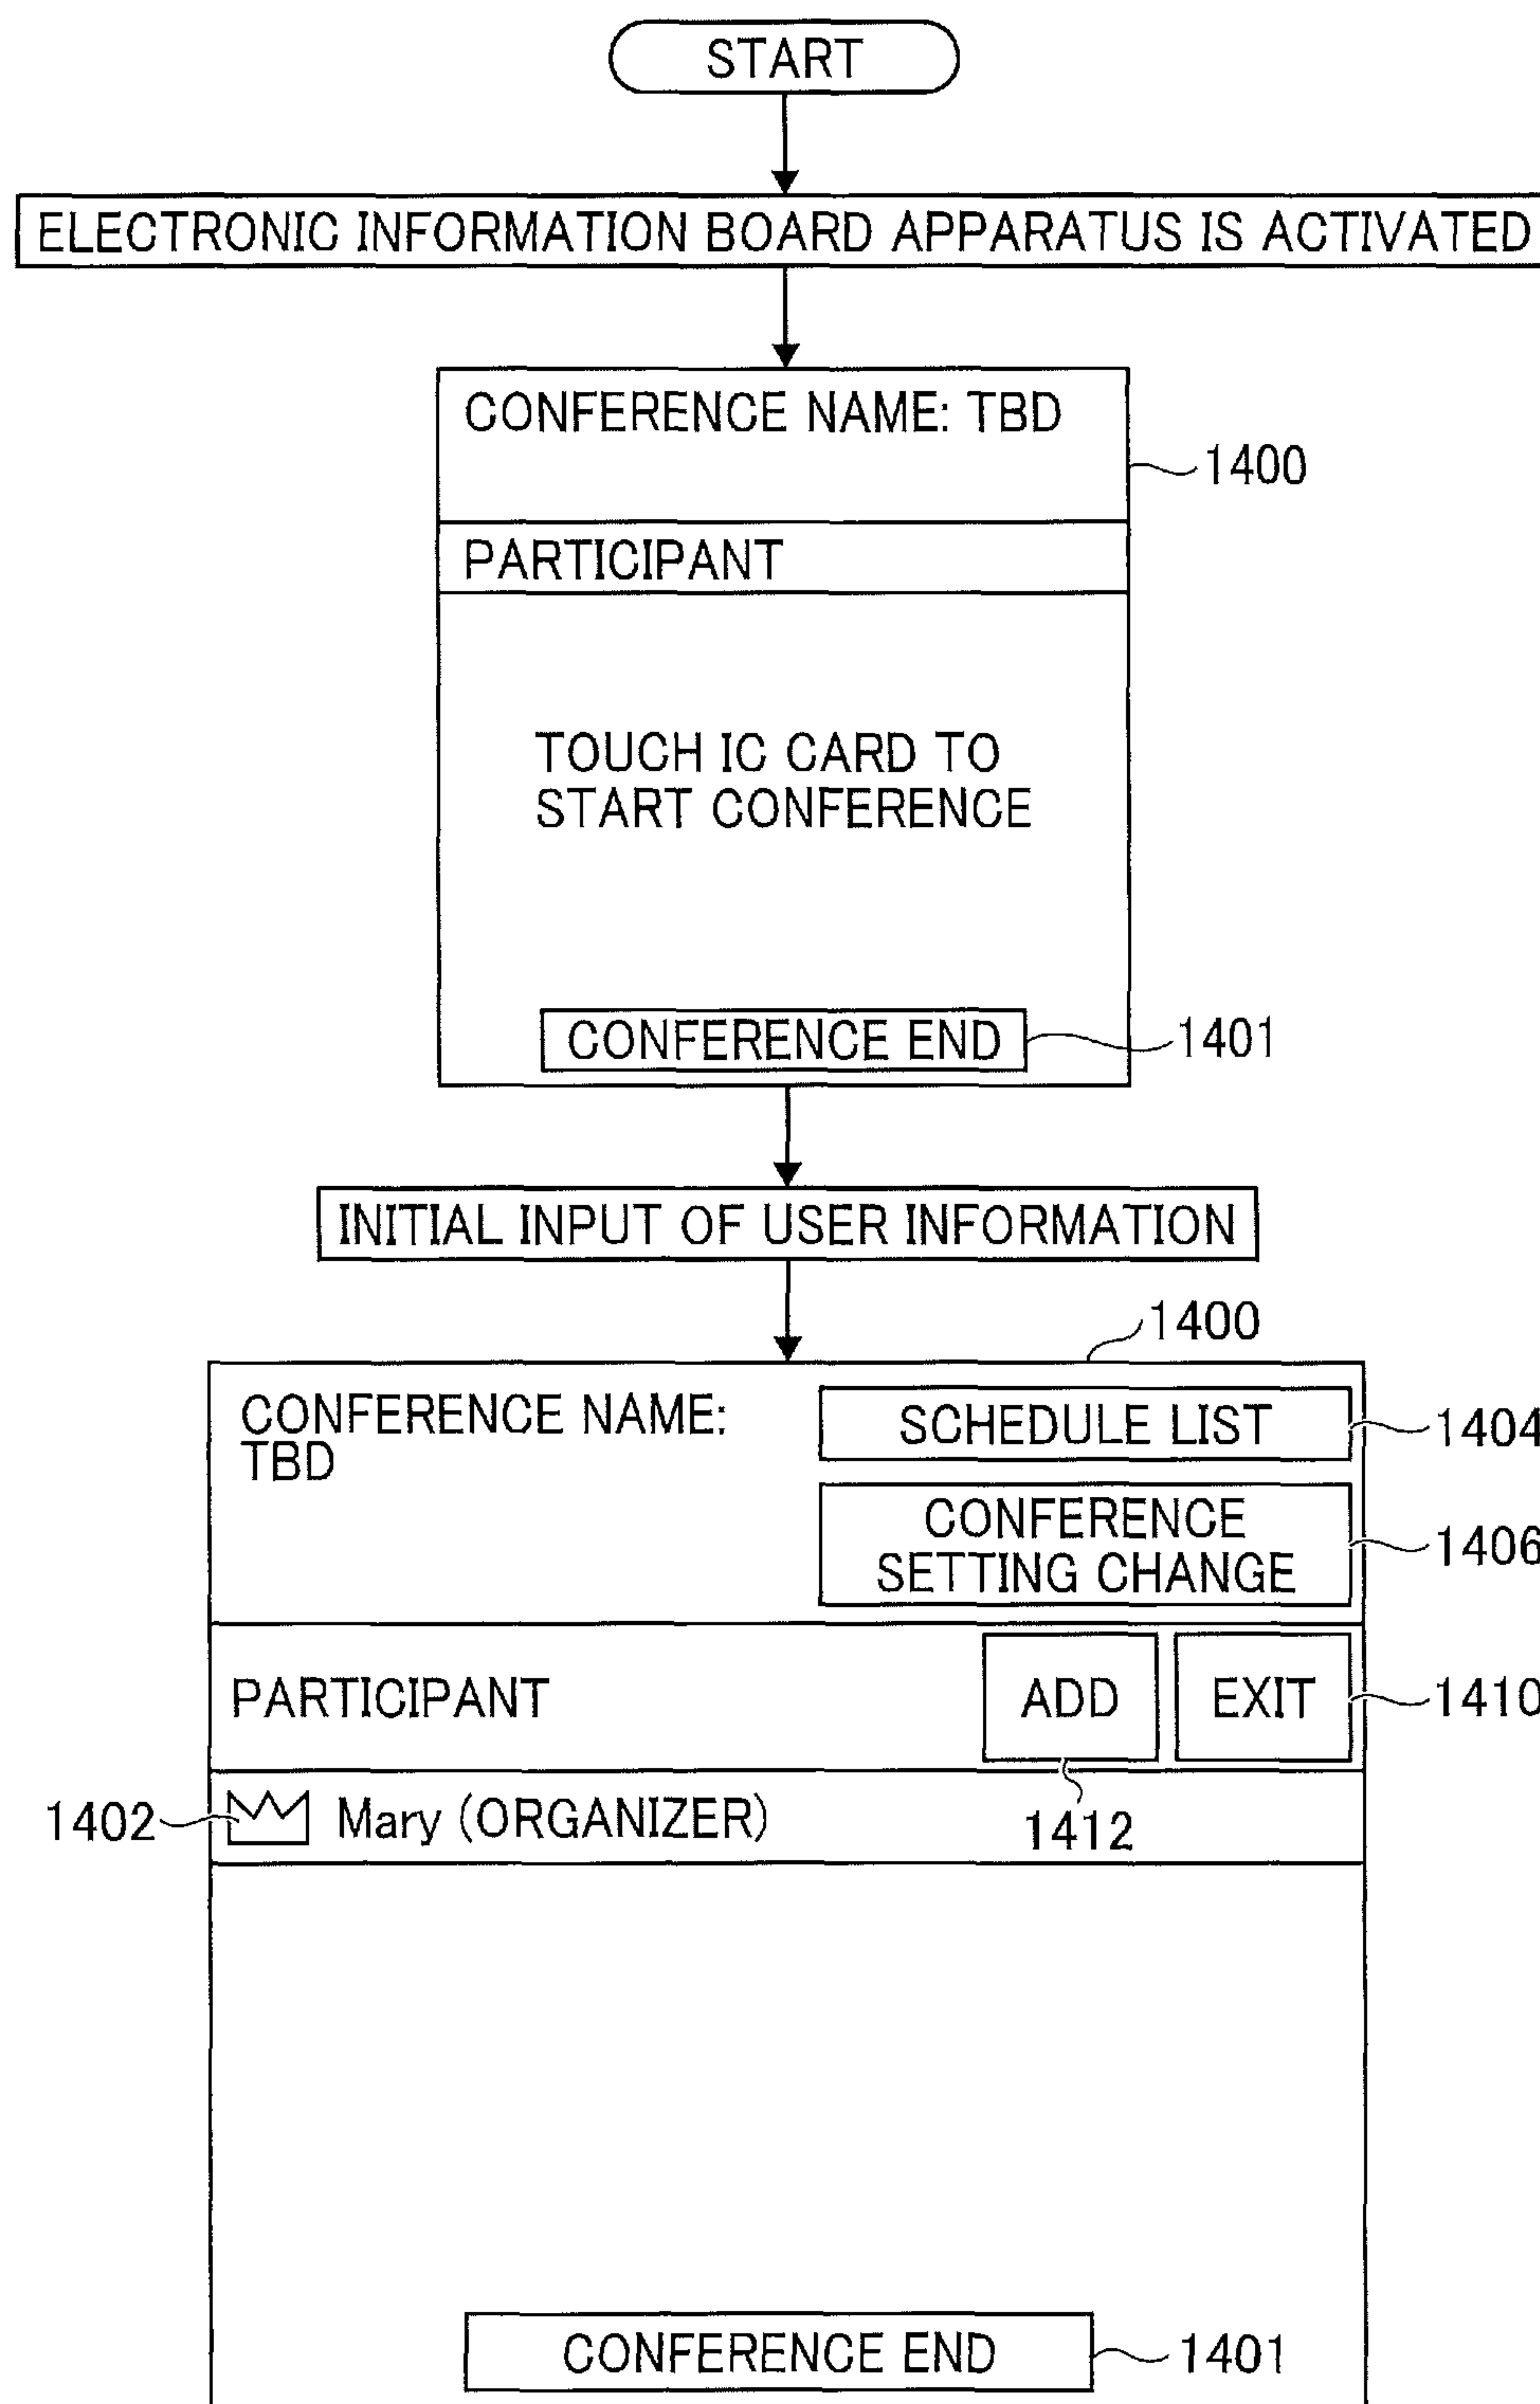 START
ELECTRONIC INFORMATION BOARD APPARATUS IS ACTIVATED
CONFERENCE NAME: TBD
1400
PARTICIPANT
TOUCH IC CARD TO
START CONFERENCE
CONFERENCE END
1401
INITIAL INPUT OF USER INFORMATION
1400
CONFERENCE NAME:
TBD
SCHEDULE LIST
1404
CONFERENCE
SETTING CHANGE
1406
PARTICIPANT
ADD
EXIT
1410
1402
Mary (ORGANIZER)
1412
CONFERENCE END
1401